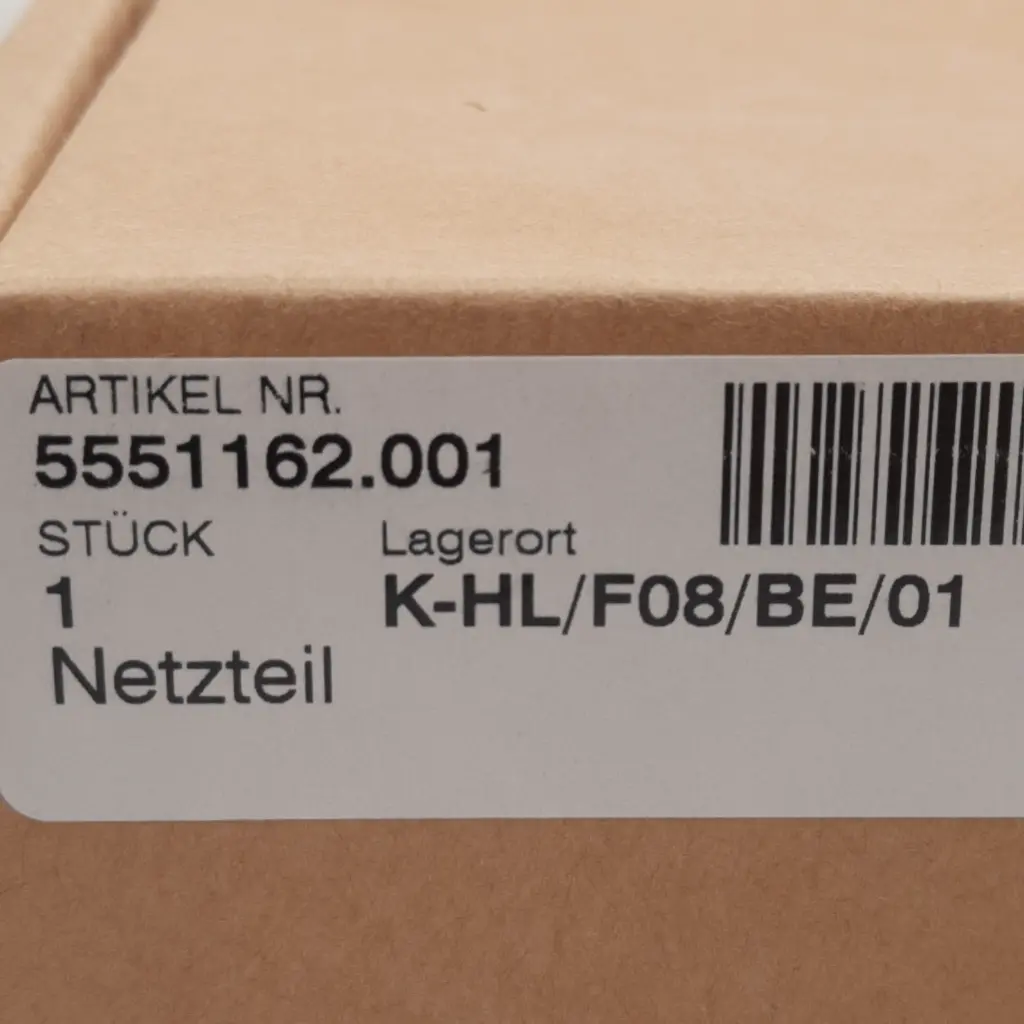 ARTIKEL NR.
5551162.001
STÜCK Lagerort
1 K-HL/F08/BE/01
Netzteil